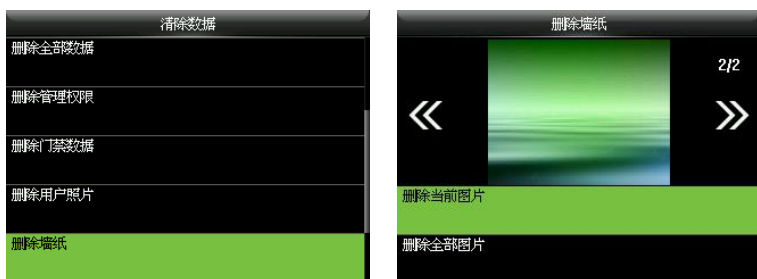 清除数据
删除全部数据
删除管理权限
删除门禁数据
删除用户照片
删除墙纸
删除墙纸
2/2
删除当前图片
删除全部图片